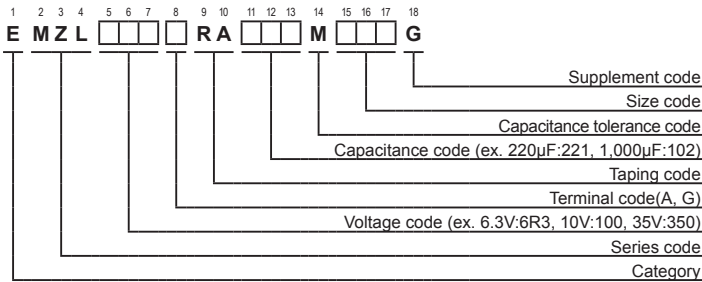 1 2 3 4 5 6 7 8 9 10 11 12 13 14 15 16 17 18
E M Z L □□□ □ R A □□□ M □□□ G
Supplement code
Size code
Capacitance tolerance code
Capacitance code (ex. 220μF:221, 1,000μF:102)
Taping code
Terminal code(A, G)
Voltage code (ex. 6.3V:6R3, 10V:100, 35V:350)
Series code
Category